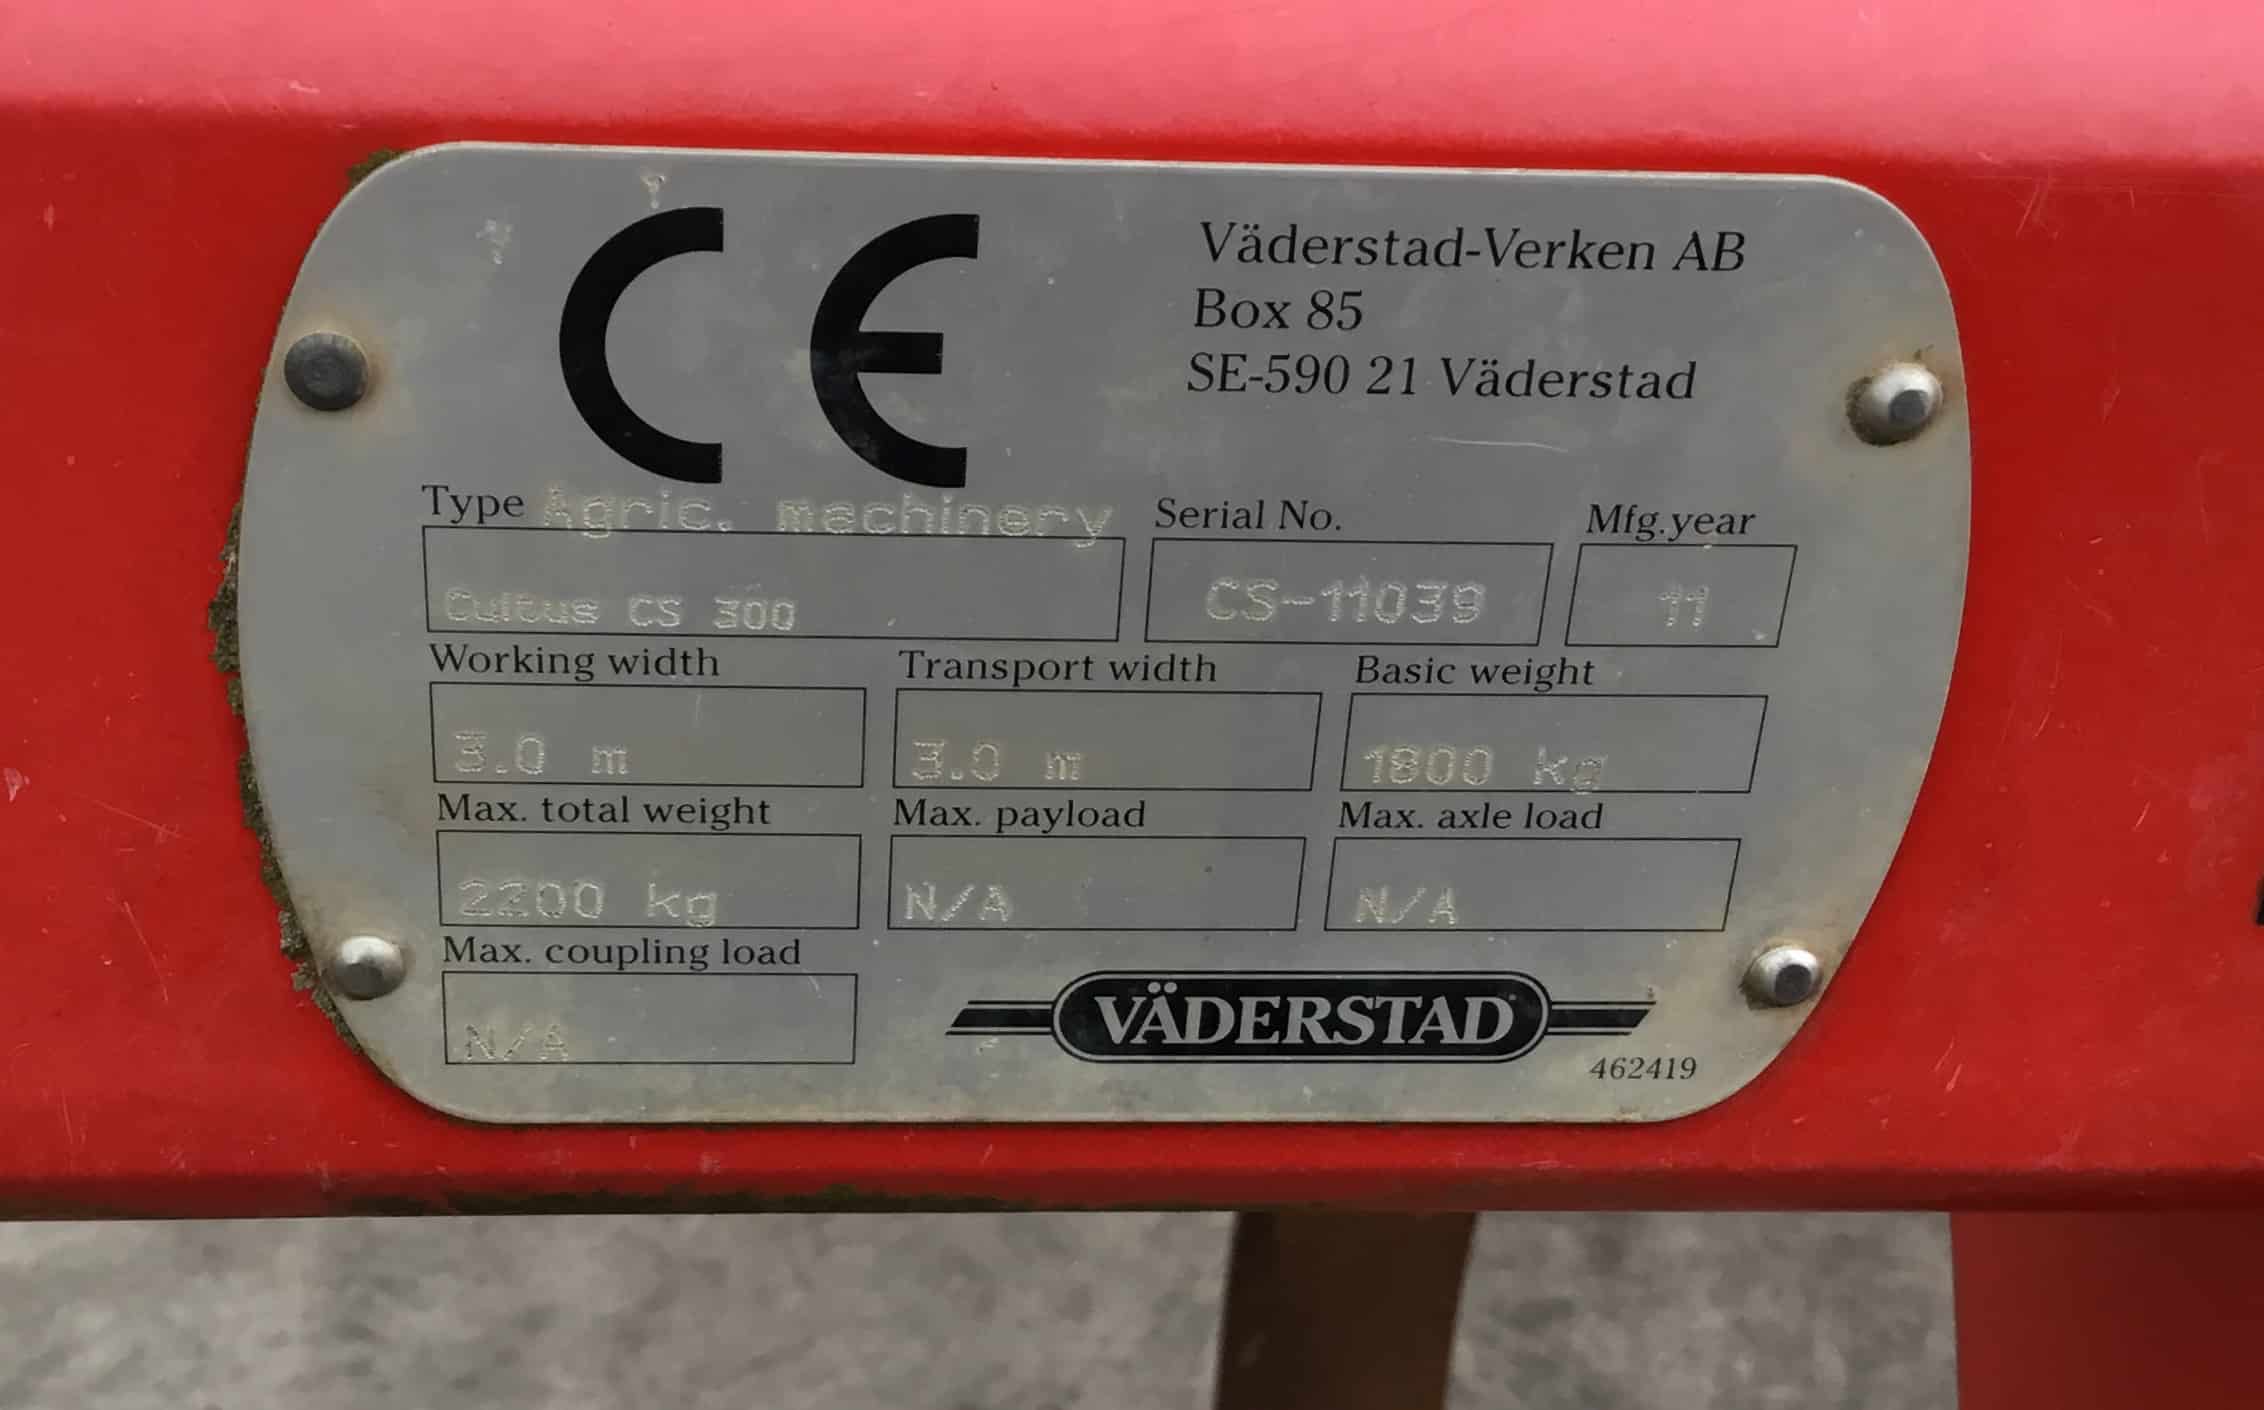 CE
Väderstad-Verken AB
Box 85
SE-590 21 Väderstad
Type Agric. machinery
Cultus CS 300
Serial No.
CS-11039
Mfg.year
11
Working width
3.0 m
Transport width
3.0 m
Basic weight
1800 kg
Max. total weight
2200 kg
Max. payload
N/A
Max. axle load
N/A
Max. coupling load
N/A
VÄDERSTAD
462419